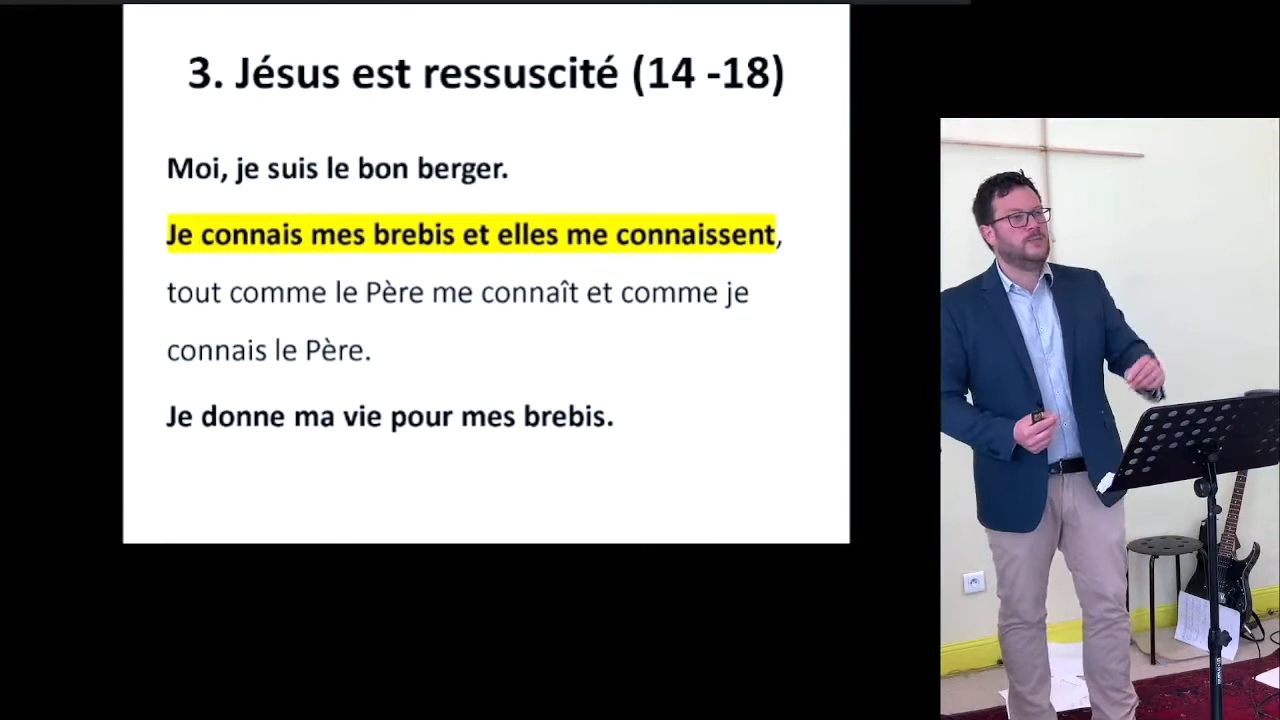 3. Jésus est ressuscité (14 -18)
Moi, je suis le bon berger.
Je connais mes brebis et elles me connaissent,
tout comme le Père me connaît et comme je
connais le Père.
Je donne ma vie pour mes brebis.